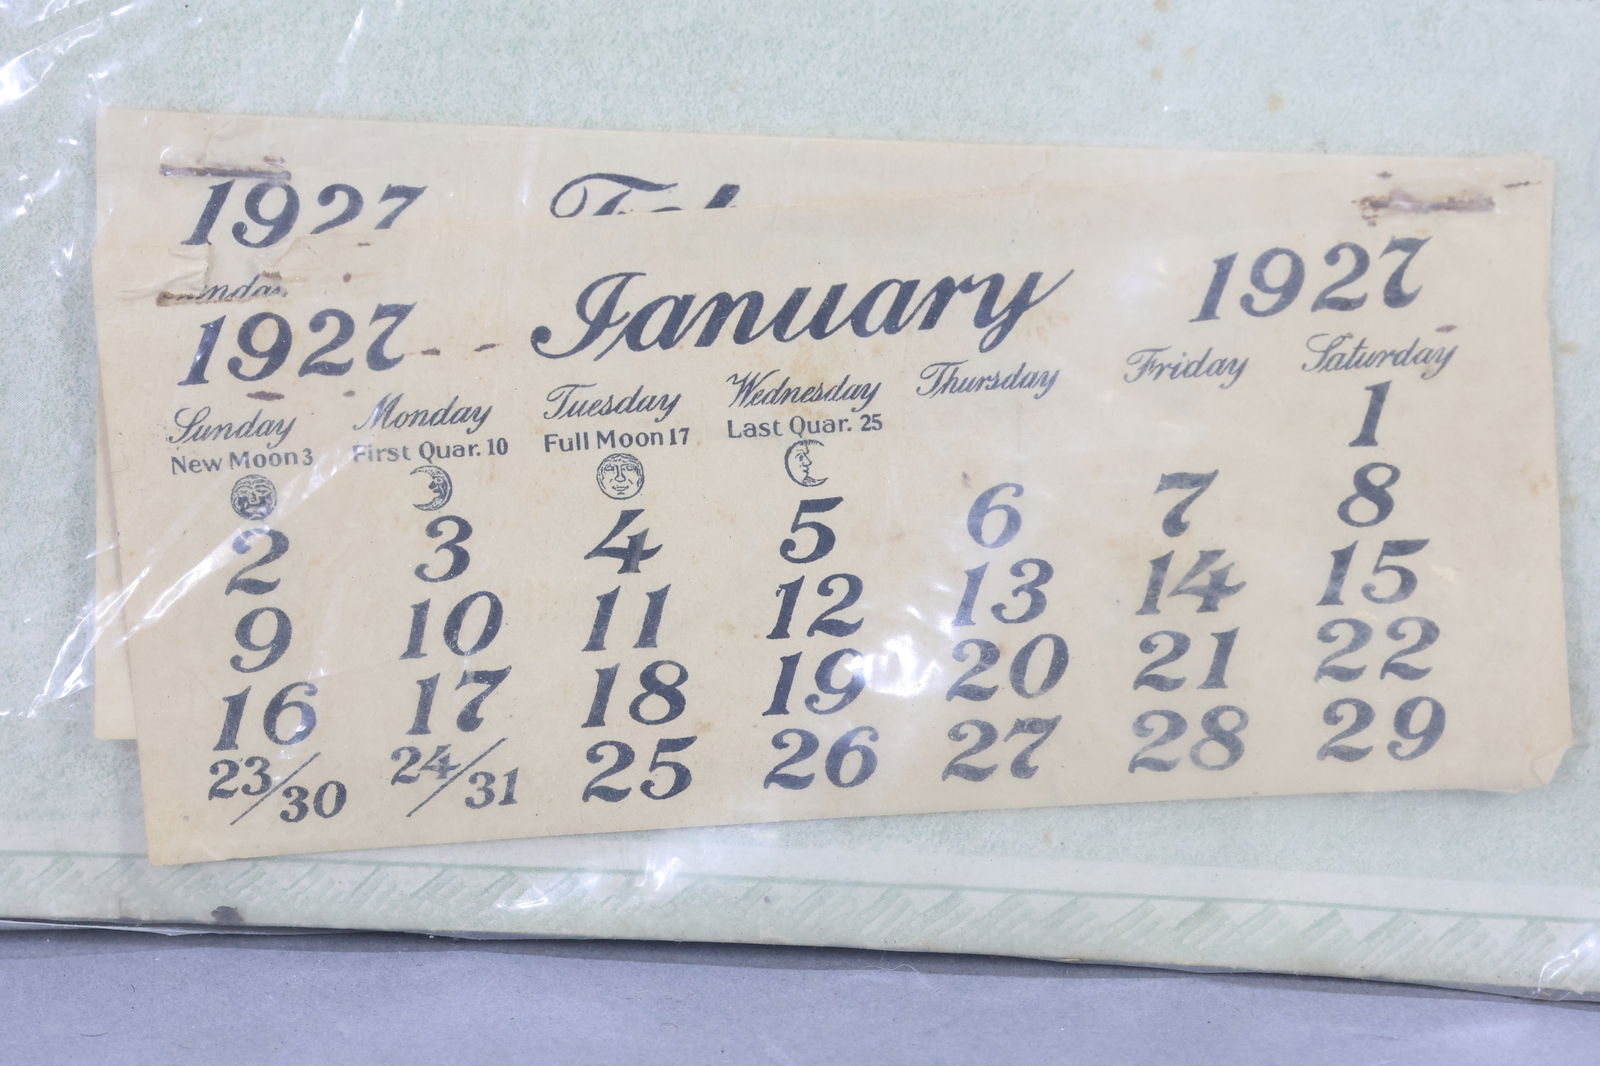 1927
1927 January 1927
Sunday Monday Tuesday Wednesday Thursday Friday Saturday
New Moon 3 First Quar. 10 Full Moon 17 Last Quar. 25
1
2 3 4 5 6 7 8
9 10 11 12 13 14 15
16 17 18 19 20 21 22
23/30 24/31 25 26 27 28 29